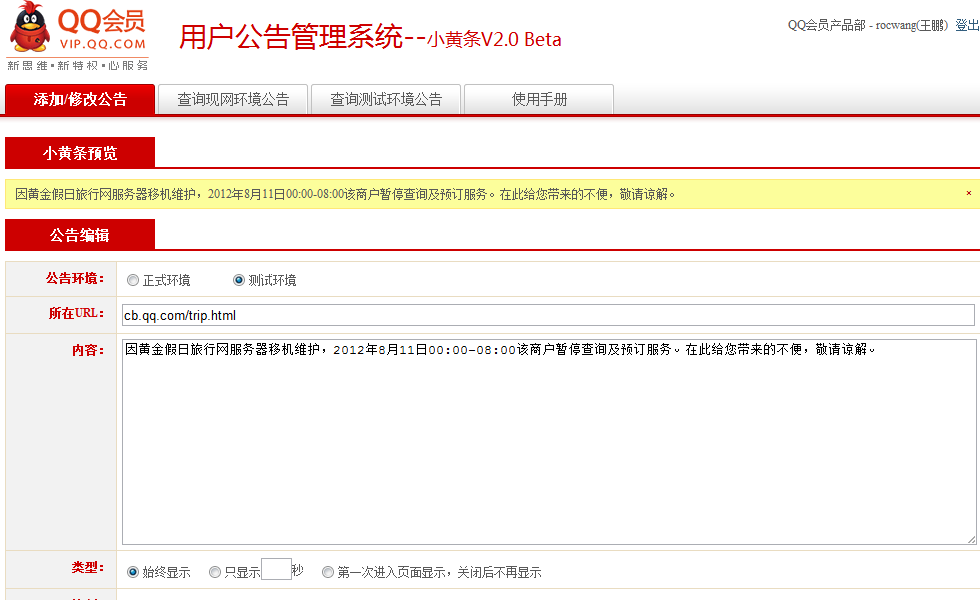 QQ会员
VIP.QQ.COM
新思维•新特权•心服务
用户公告管理系统--小黄条V2.0 Beta
QQ会员产品部 - rocwang(王鹏) 登出
添加/修改公告 查询现网环境公告 查询测试环境公告 使用手册
小黄条预览
因黄金假日旅行网服务器移机维护，2012年8月11日00:00-08:00该商户暂停查询及预订服务。在此给您带来的不便，敬请谅解。 ×
公告编辑
公告环境： 正式环境 测试环境
所在URL： cb.qq.com/trip.html
内容： 因黄金假日旅行网服务器移机维护，2012年8月11日00:00-08:00该商户暂停查询及预订服务。在此给您带来的不便，敬请谅解。
类型： 始终显示 只显示 秒 第一次进入页面显示，关闭后不再显示